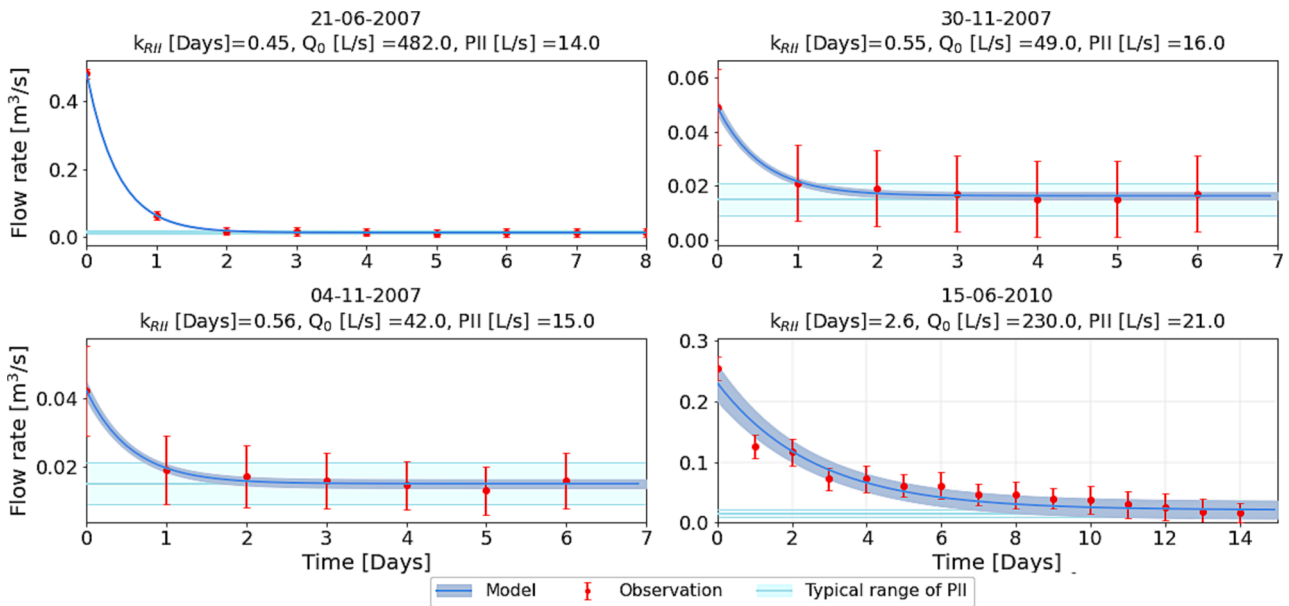 21-06-2007
k_RII [Days]=0.45, Q_0 [L/s] =482.0, PII [L/s] =14.0
Flow rate [m³/s]
0.4
0.2
0.0
0 1 2 3 4 5 6 7 8
30-11-2007
k_RII [Days]=0.55, Q_0 [L/s] =49.0, PII [L/s] =16.0
0.06
0.04
0.02
0.00
0 1 2 3 4 5 6 7
04-11-2007
k_RII [Days]=0.56, Q_0 [L/s] =42.0, PII [L/s] =15.0
Flow rate [m³/s]
0.04
0.02
0 1 2 3 4 5 6 7
Time [Days]
15-06-2010
k_RII [Days]=2.6, Q_0 [L/s] =230.0, PII [L/s] =21.0
0.3
0.2
0.1
0.0
0 2 4 6 8 10 12 14
Time [Days]
Model Observation Typical range of PII